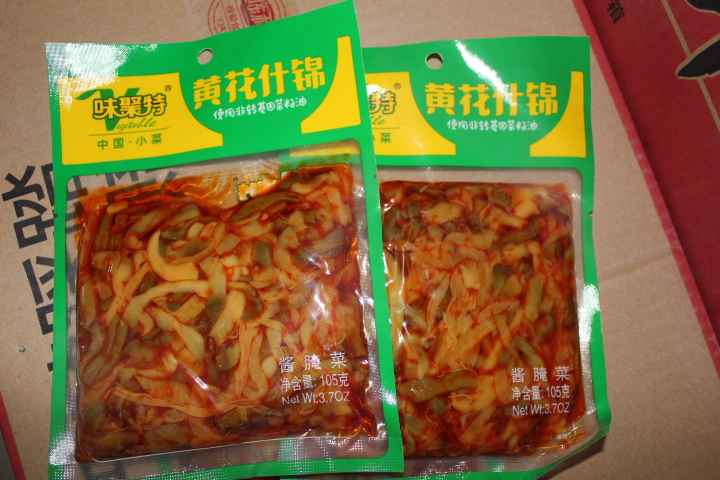 味聚特®
Vegetable
中国·小菜
黄花什锦
使用非转基因菜籽油
酱腌菜
净含量: 105克
Net Wt:3.7OZ
特®
小菜
黄花什锦
使用非转基因菜籽油
酱腌菜
净含量: 105克
Net Wt:3.7OZ